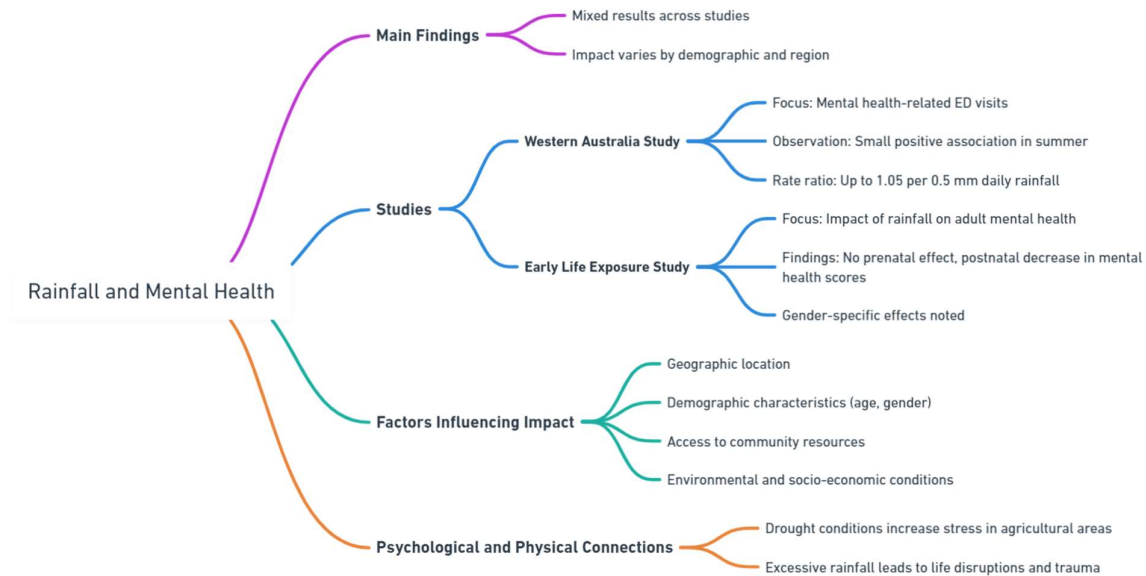 Rainfall and Mental Health
Main Findings
Mixed results across studies
Impact varies by demographic and region
Studies
Western Australia Study
Focus: Mental health-related ED visits
Observation: Small positive association in summer
Rate ratio: Up to 1.05 per 0.5 mm daily rainfall
Early Life Exposure Study
Focus: Impact of rainfall on adult mental health
Findings: No prenatal effect, postnatal decrease in mental
health scores
Gender-specific effects noted
Factors Influencing Impact
Geographic location
Demographic characteristics (age, gender)
Access to community resources
Environmental and socio-economic conditions
Psychological and Physical Connections
Drought conditions increase stress in agricultural areas
Excessive rainfall leads to life disruptions and trauma